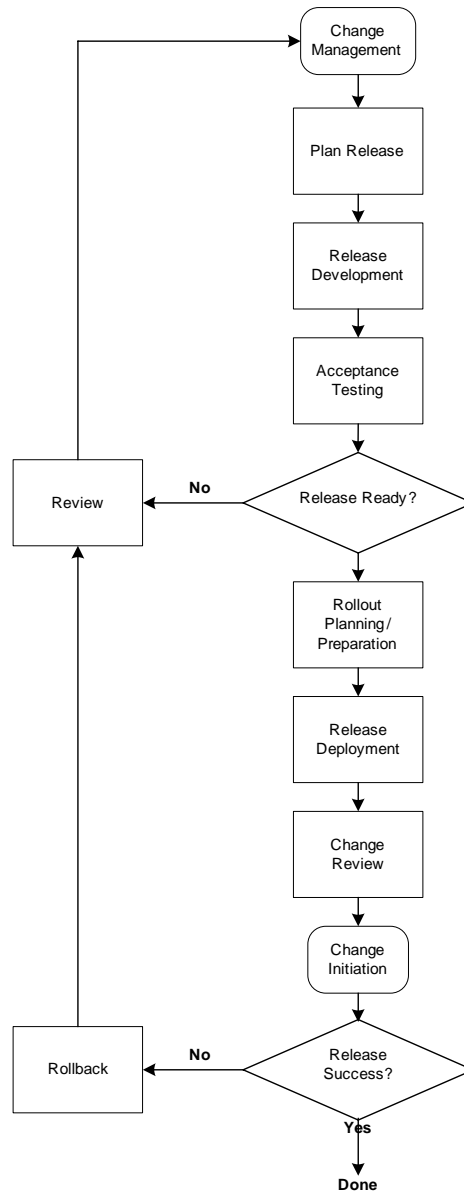 Change
Management
Plan Release
Release
Development
Acceptance
Testing
Review
No
Release Ready?
Rollout
Planning/
Preparation
Release
Deployment
Change
Review
Change
Initiation
Rollback
No
Release
Success?
Yes
Done